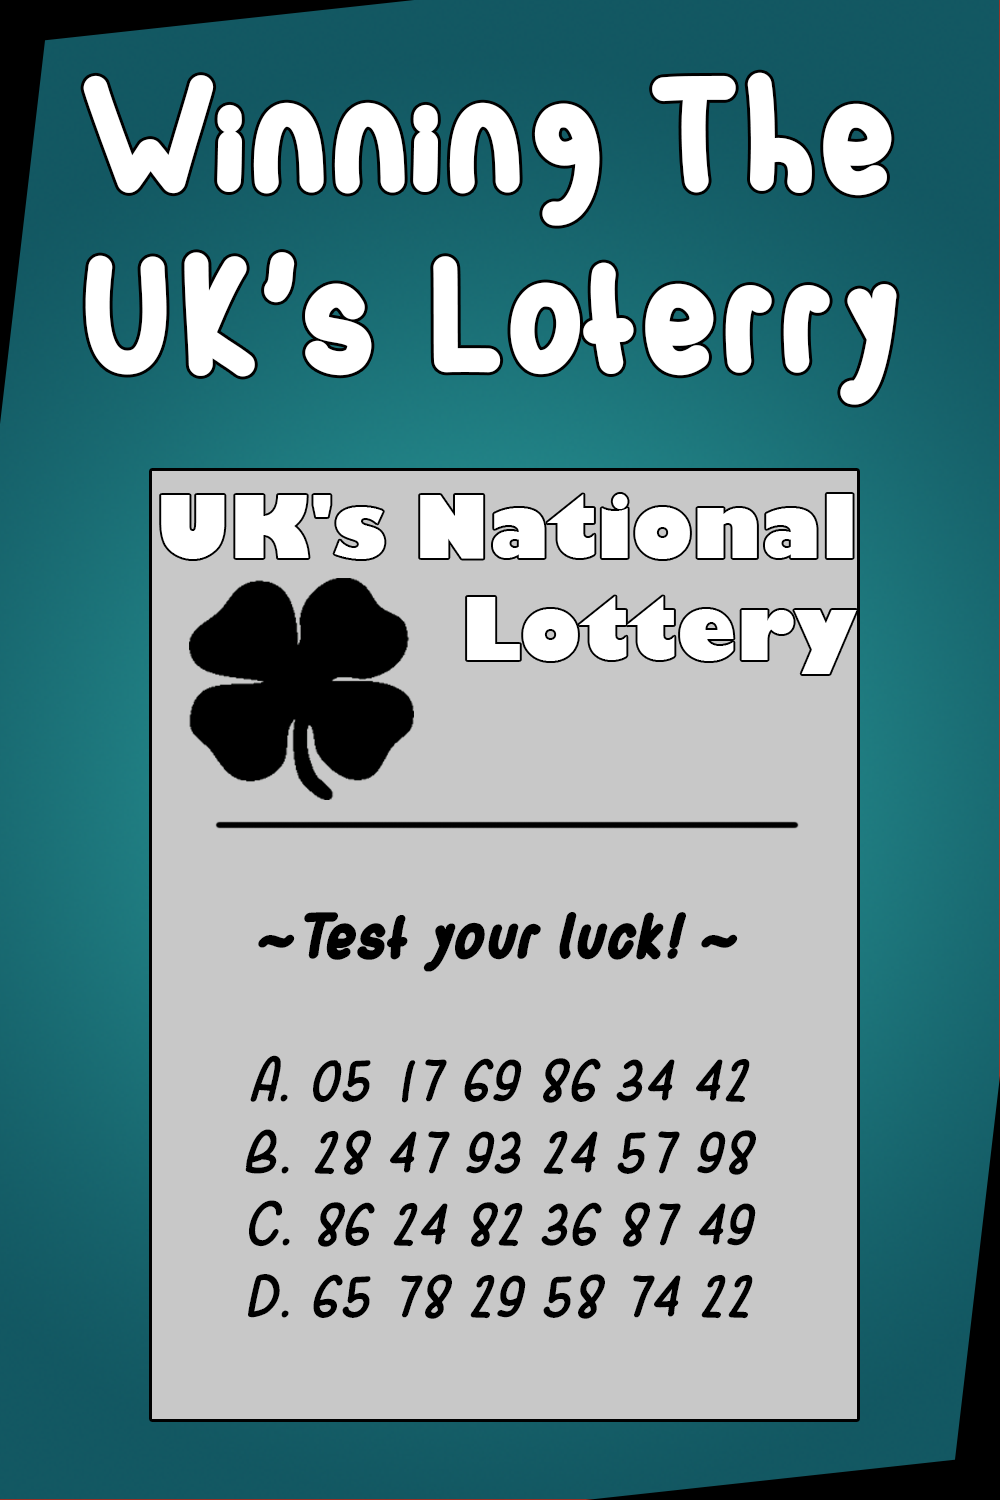 Winning The
UK's Loterry
UK's National
Lottery
~Test your luck! ~
A. 05 17 69 86 34 42
B. 28 47 93 24 57 98
C. 86 24 82 36 87 49
D. 65 78 29 58 74 22